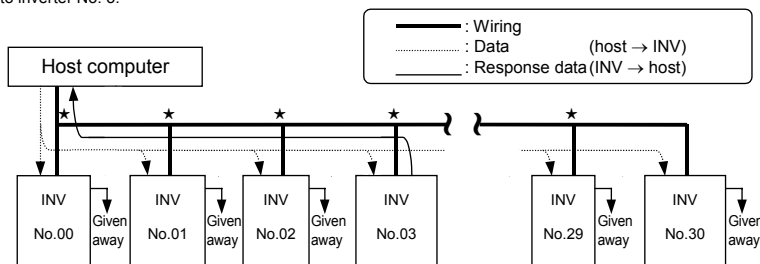 to inverter No. 3.
: Wiring
: Data (host → INV)
: Response data (INV → host)
Host computer
★ ★ ★ ★ ★
INV INV INV INV INV INV
No.00 No.01 No.02 No.03 No.29 No.30
Given away Given away Given away Given away Given away